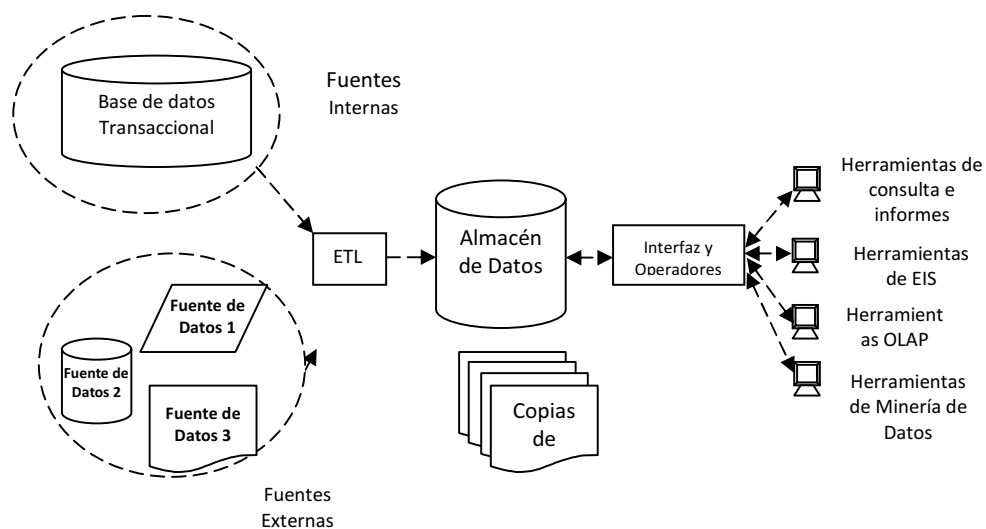 Base de datos
Transaccional
Fuentes
Internas
ETL
Almacén
de Datos
Interfaz y
Operadores
Herramientas de
consulta e
informes
Herramientas
de EIS
Herramient
as OLAP
Herramientas
de Minería de
Datos
Fuente de
Datos 1
Fuente de
Datos 2
Fuente de
Datos 3
Copias
de
Fuentes
Externas